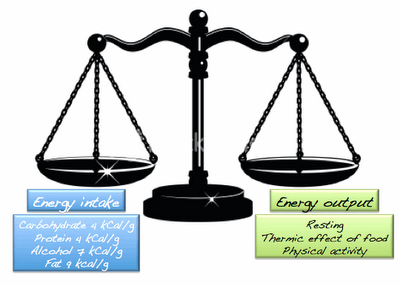 Energy intake
Carbohydrate 4 kCal/g
Protein 4 kCal/g
Alcohol 7 kCal/g
Fat 9 kcal/g
Energy output
Resting
Thermic effect of food
Physical activity